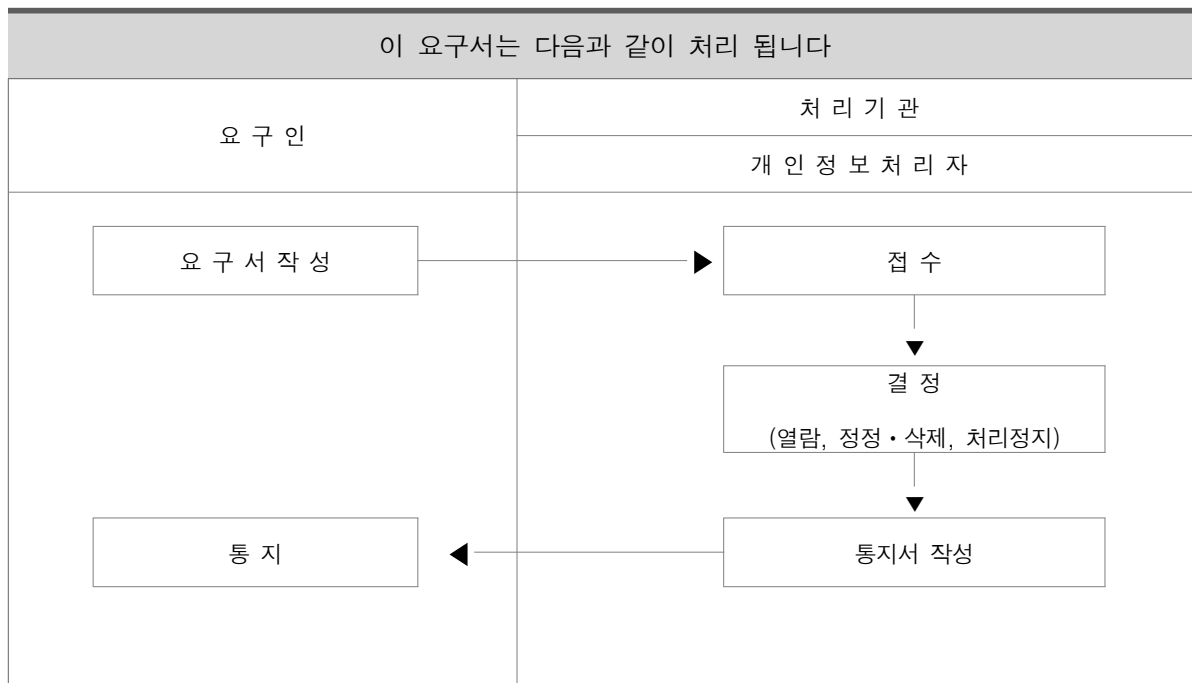 이 요구서는 다음과 같이 처리 됩니다
요 구 인
처 리 기 관
개 인 정 보 처 리 자
요 구 서 작 성
접 수
결 정
(열람, 정정・삭제, 처리정지)
통 지
통지서 작성